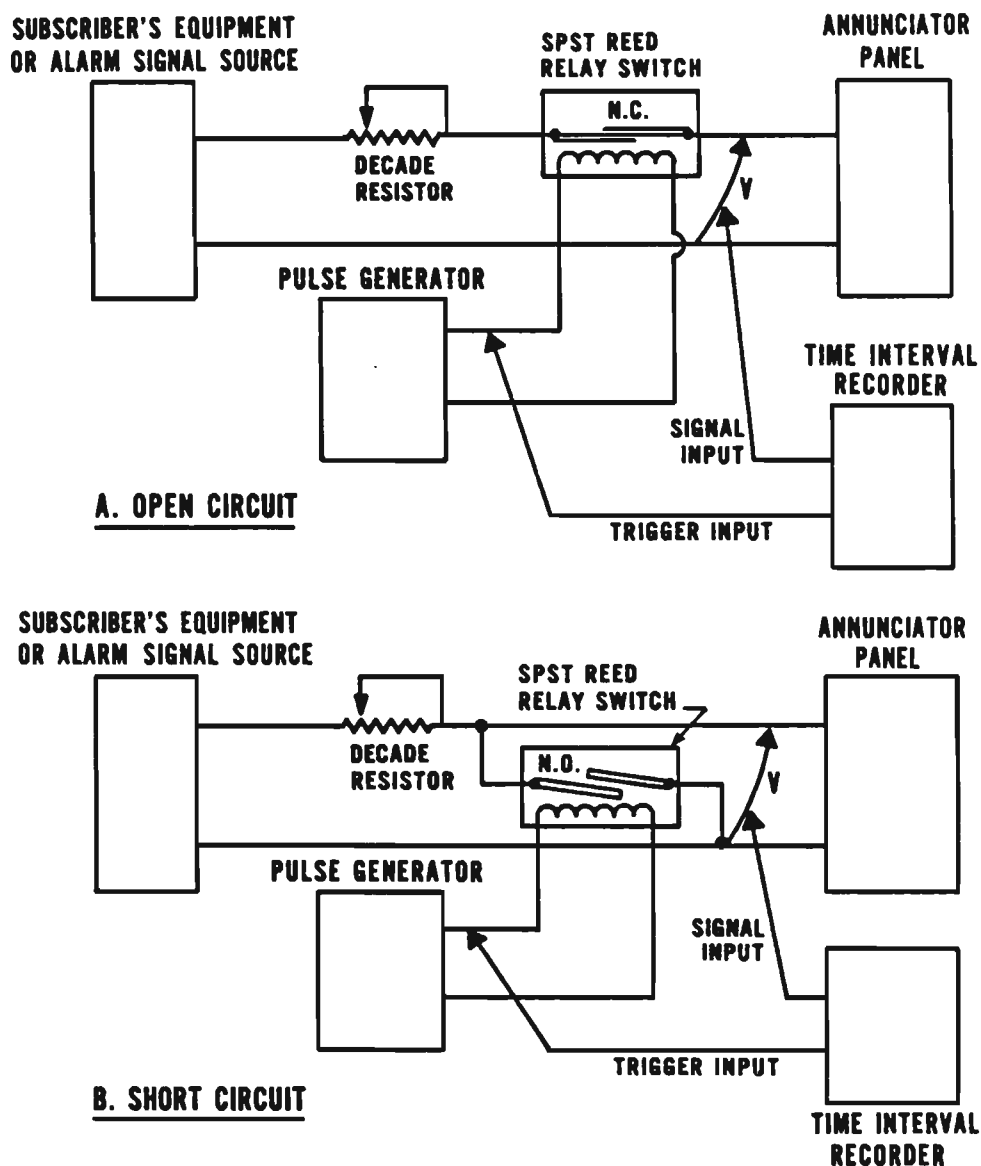 SUBSCRIBER'S EQUIPMENT
OR ALARM SIGNAL SOURCE
SPST REED
RELAY SWITCH
ANNUNCIATOR
PANEL
N.C.
DECADE
RESISTOR
V
PULSE GENERATOR
TIME INTERVAL
RECORDER
SIGNAL
INPUT
A. OPEN CIRCUIT
TRIGGER INPUT
SUBSCRIBER'S EQUIPMENT
OR ALARM SIGNAL SOURCE
ANNUNCIATOR
PANEL
SPST REED
RELAY SWITCH
DECADE
RESISTOR
N.O.
V
PULSE GENERATOR
SIGNAL
INPUT
TRIGGER INPUT
B. SHORT CIRCUIT
TIME INTERVAL
RECORDER